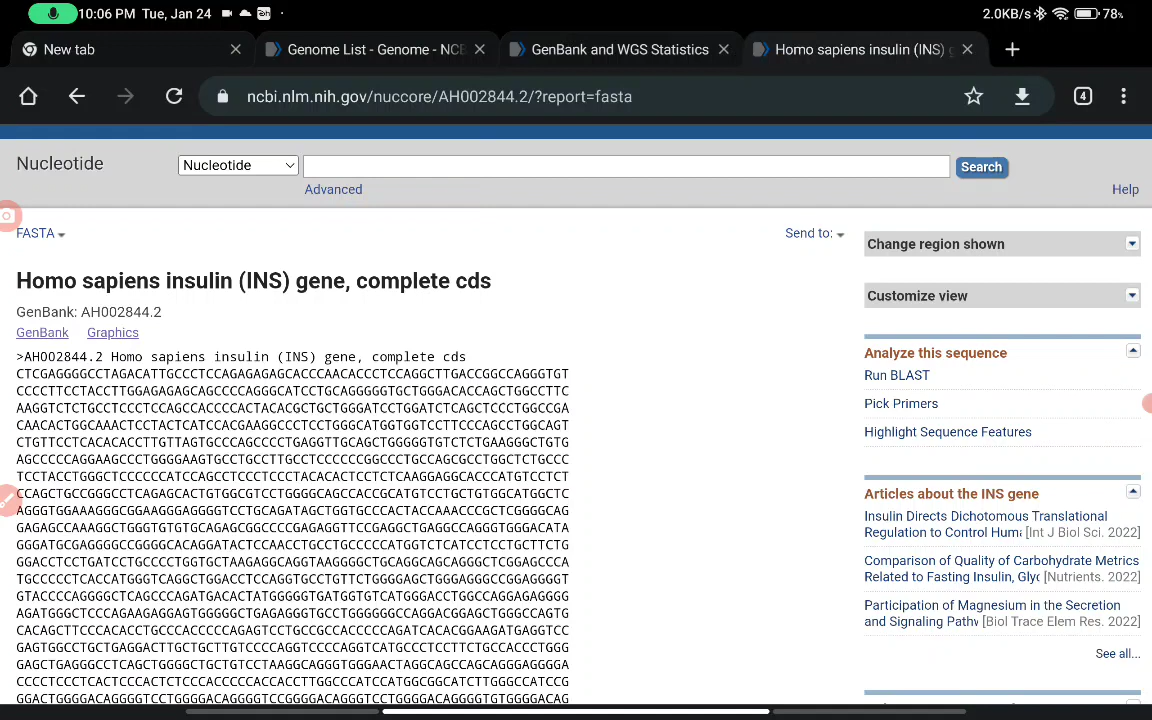 10:06 PM Tue, Jan 24
2.0KB/s
78%
New tab
Genome List - Genome - NCB
GenBank and WGS Statistics
Homo sapiens insulin (INS) g
ncbi.nlm.nih.gov/nuccore/AH002844.2/?report=fasta
4
Nucleotide
Nucleotide
Search
Advanced
Help
FASTA
Send to:
Homo sapiens insulin (INS) gene, complete cds
GenBank: AH002844.2
GenBank
Graphics
>AH002844.2 Homo sapiens insulin (INS) gene, complete cds
CTCGAGGGGCCTAGACATTGCCCTCCAGAGAGAGCACCCAACACCCTCCAGGCTTGACCGGCCAGGGTGT
CCCCTTCCTACCTTGGAGAGAGCAGCCCCAGGGCATCCTGCAGGGGGTGCTGGGACACCAGCTGGCCTTC
AAGGTCTCTGCCTCCCTCCAGCCACCCCACTACACGCTGCTGGGATCCTGGATCTCAGCTCCCTGGCCGA
CAACACTGGCAAACTCCTACTCATCCACGAAGGCCCTCCTGGGCATGGTGGTCCTTCCCAGCCTGGCAGT
CTGTTCCTCACACACCTTGTTAGTGCCCAGCCCCTGAGGTTGCAGCTGGGGGTGTCTCTGAAGGGCTGTG
AGCCCCCAGGAAGCCCTGGGGAAGTGCCTGCCTTGCCTCCCCCCGGCCCTGCCAGCGCCTGGCTCTGCCC
TCCTACCTGGGCTCCCCCCATCCAGCCTCCCTCCCTACACACTCCTCTCAAGGAGGCACCCATGTCCTCT
CCAGCTGCCGGGCCTCAGAGCACTGTGGCGTCCTGGGGCAGCCACCGCATGTCCTGCTGTGGCATGGCTC
AGGGTGGAAAGGGCGGAAGGGAGGGGTCCTGCAGATAGCTGGTGCCCACTACCAAACCCGCTCGGGGCAG
GAGAGCCAAAGGCTGGGTGTGTGCAGAGCGGCCCCGAGAGGTTCCGAGGCTGAGGCCAGGGTGGGACATA
GGGATGCGAGGGGCCGGGGCACAGGATACTCCAACCTGCCTGCCCCCATGGTCTCATCCTCCTGCTTCTG
GGACCTCCTGATCCTGCCCCTGGTGCTAAGAGGCAGGTAAGGGGCTGCAGGCAGCAGGGCTCGGAGCCCA
TGCCCCCTCACCATGGGTCAGGCTGGACCTCCAGGTGCCTGTTCTGGGGAGCTGGGAGGGCCGGAGGGGT
GTACCCCAGGGGCTCAGCCCAGATGACACTATGGGGGTGATGGTGTCATGGGACCTGGCCAGGAGAGGGG
AGATGGGCTCCCAGAAGAGGAGTGGGGGCTGAGAGGGTGCCTGGGGGGCCAGGACGGAGCTGGGCCAGTG
CACAGCTTCCCACACCTGCCCACCCCCAGAGTCCTGCCGCCACCCCCAGATCACACGGAAGATGAGGTCC
GAGTGGCCTGCTGAGGACTTGCTGCTTGTCCCCAGGTCCCCAGGTCATGCCCTCCTTCTGCCACCCTGGG
GAGCTGAGGGCCTCAGCTGGGGCTGCTGTCCTAAGGCAGGGTGGGAACTAGGCAGCCAGCAGGGAGGGGA
CCCCTCCCTCACTCCCACTCTCCCACCCCCACCACCTTGGCCCATCCATGGCGGCATCTTGGGCCATCCG
GGACTGGGGACAGGGGTCCTGGGGACAGGGGTCCGGGGACAGGGTCCTGGGGACAGGGGTGTGGGGACAG
Change region shown
Customize view
Analyze this sequence
Run BLAST
Pick Primers
Highlight Sequence Features
Articles about the INS gene
Insulin Directs Dichotomous Translational
Regulation to Control Huma [Int J Biol Sci. 2022]
Comparison of Quality of Carbohydrate Metrics
Related to Fasting Insulin, Glyc [Nutrients. 2022]
Participation of Magnesium in the Secretion
and Signaling Pathw [Biol Trace Elem Res. 2022]
See all...